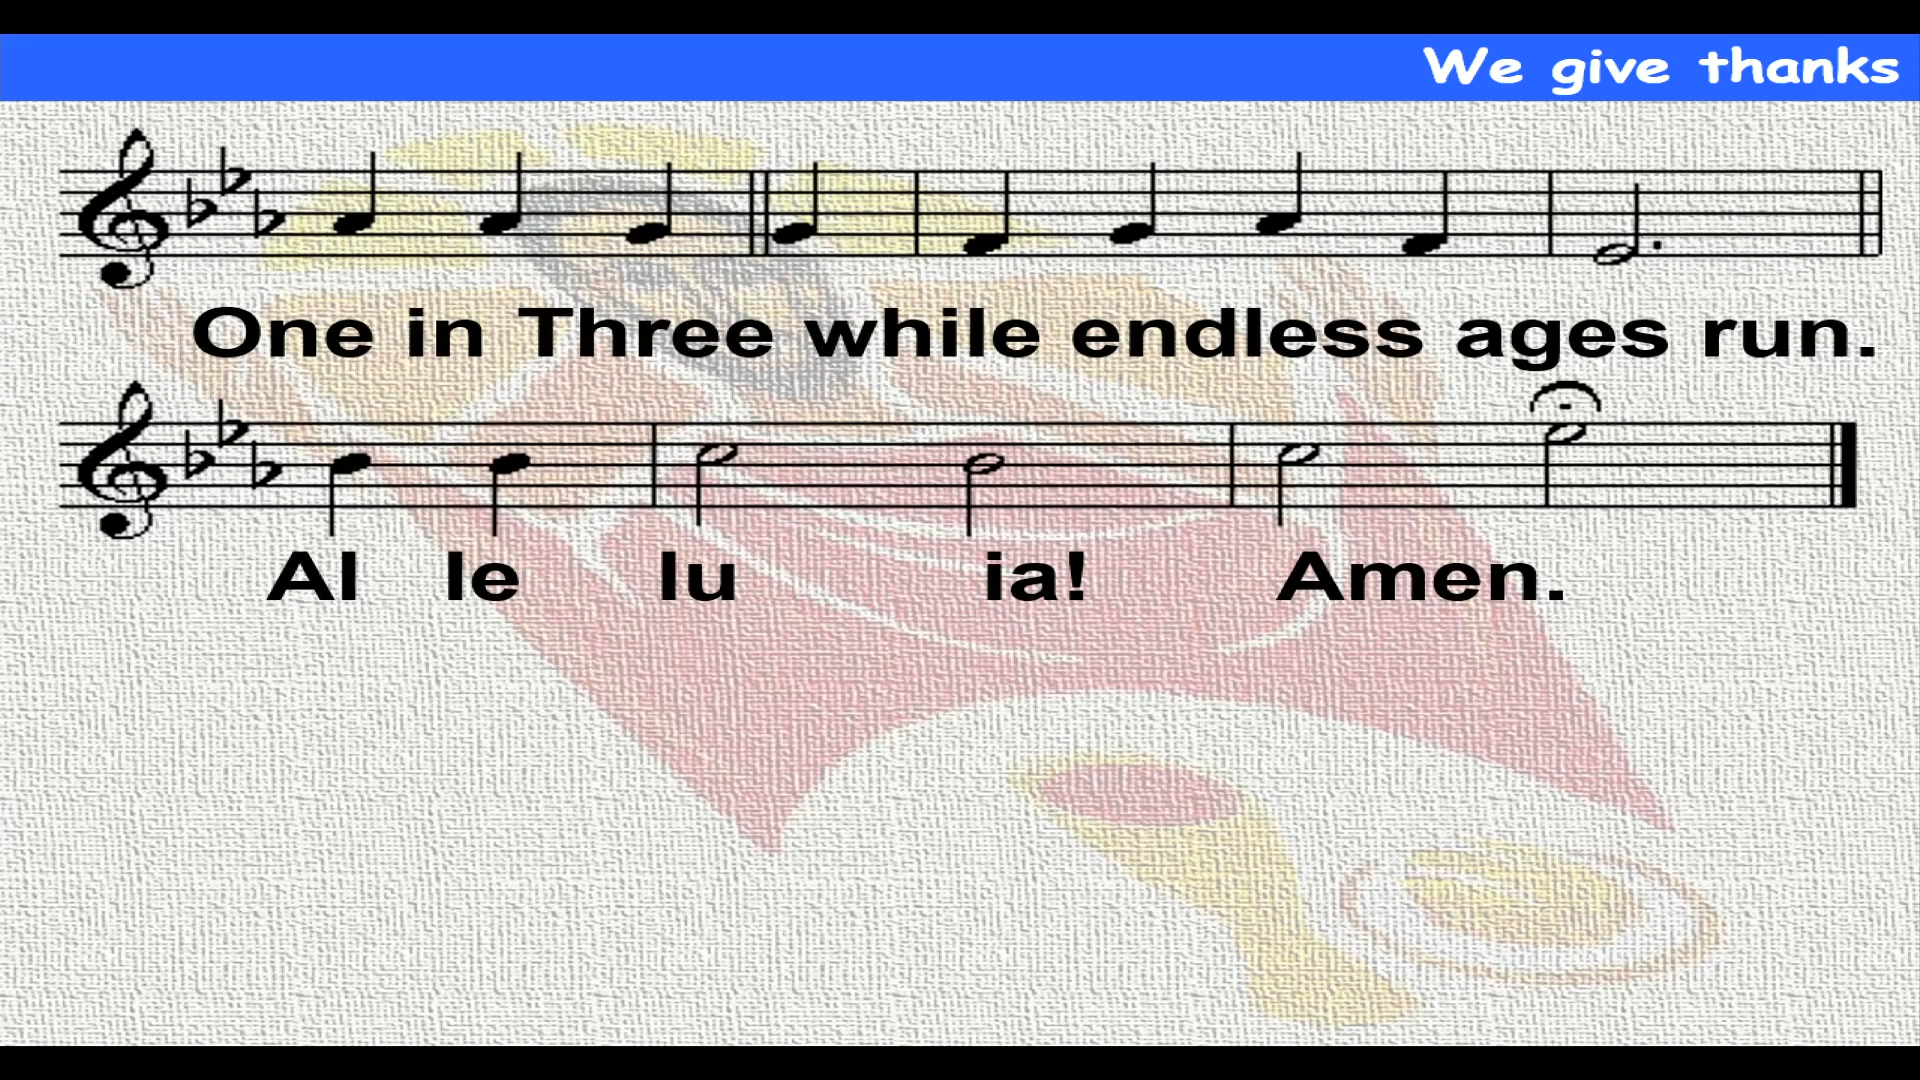 We give thanks
One in Three while endless ages run.
Al le lu ia! Amen.